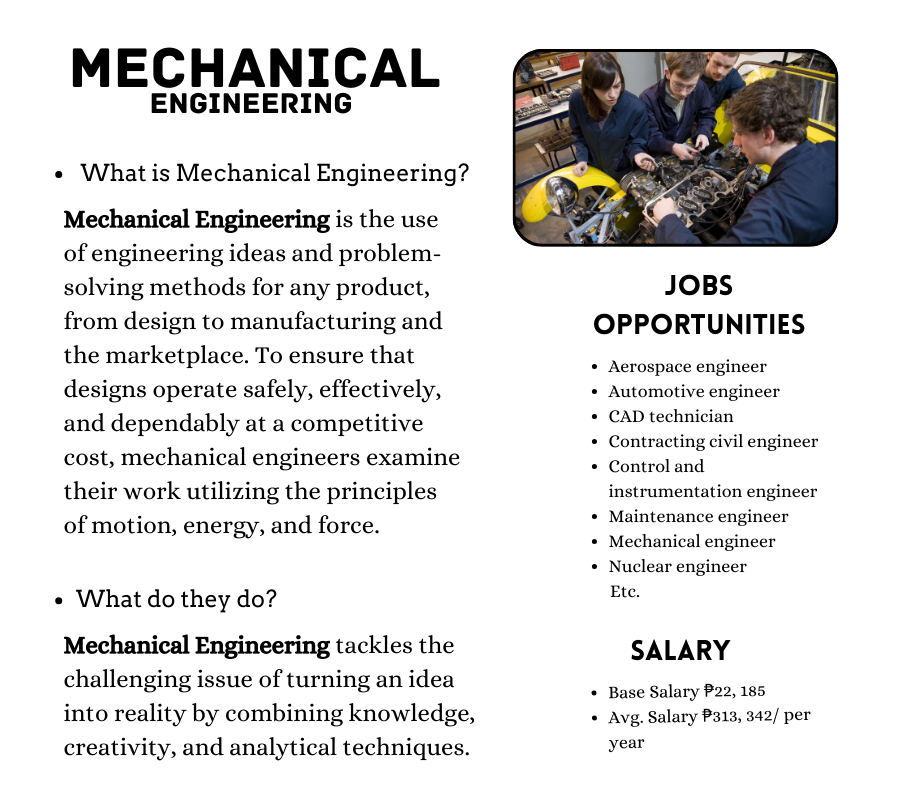 MECHANICAL
ENGINEERING
• What is Mechanical Engineering?
Mechanical Engineering is the use
of engineering ideas and problem-
solving methods for any product,
from design to manufacturing and
the marketplace. To ensure that
designs operate safely, effectively,
and dependably at a competitive
cost, mechanical engineers examine
their work utilizing the principles
of motion, energy, and force.
• What do they do?
Mechanical Engineering tackles the
challenging issue of turning an idea
into reality by combining knowledge,
creativity, and analytical techniques.
JOBS
OPPORTUNITIES
• Aerospace engineer
• Automotive engineer
• CAD technician
• Contracting civil engineer
• Control and
instrumentation engineer
• Maintenance engineer
• Mechanical engineer
• Nuclear engineer
Etc.
SALARY
• Base Salary ₱22, 185
• Avg. Salary ₱313, 342/ per
year